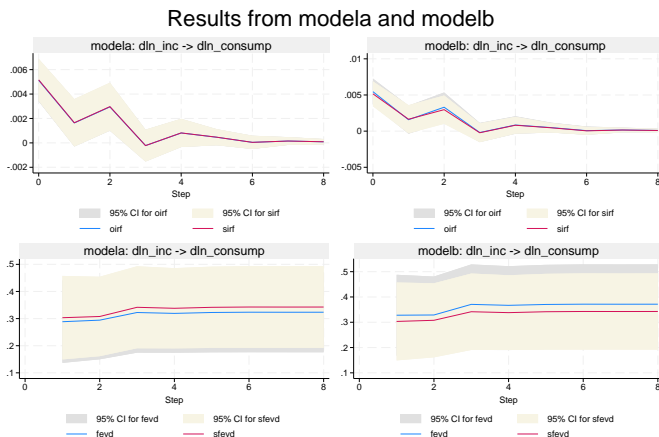 Results from modela and modelb
modela: dln_inc -> dln_consump
.006
.004
.002
0
-.002
0 2 4 6 8
Step
95% CI for oirf 95% CI for sirf
oirf sirf
modelb: dln_inc -> dln_consump
.01
.005
0
-.005
0 2 4 6 8
Step
95% CI for oirf 95% CI for sirf
oirf sirf
modela: dln_inc -> dln_consump
.5
.4
.3
.2
.1
0 2 4 6 8
Step
95% CI for fevd 95% CI for sfevd
fevd sfevd
modelb: dln_inc -> dln_consump
.5
.4
.3
.2
.1
0 2 4 6 8
Step
95% CI for fevd 95% CI for sfevd
fevd sfevd